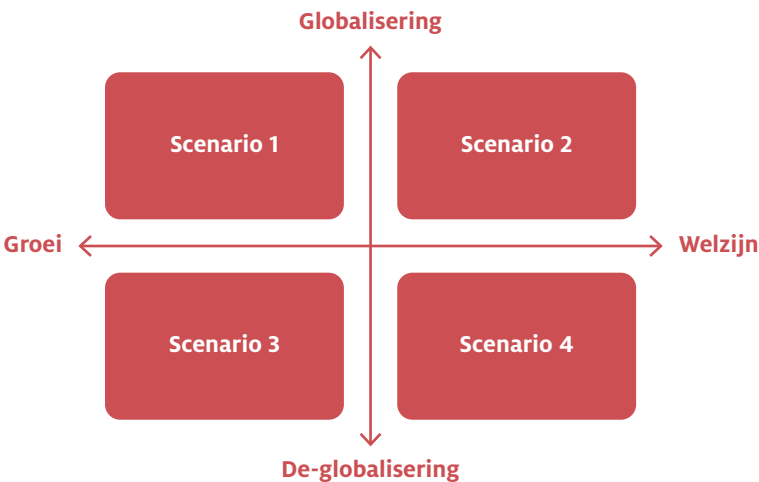 Globalisering
Scenario 1
Scenario 2
Groei
Welzijn
Scenario 3
Scenario 4
De-globalisering